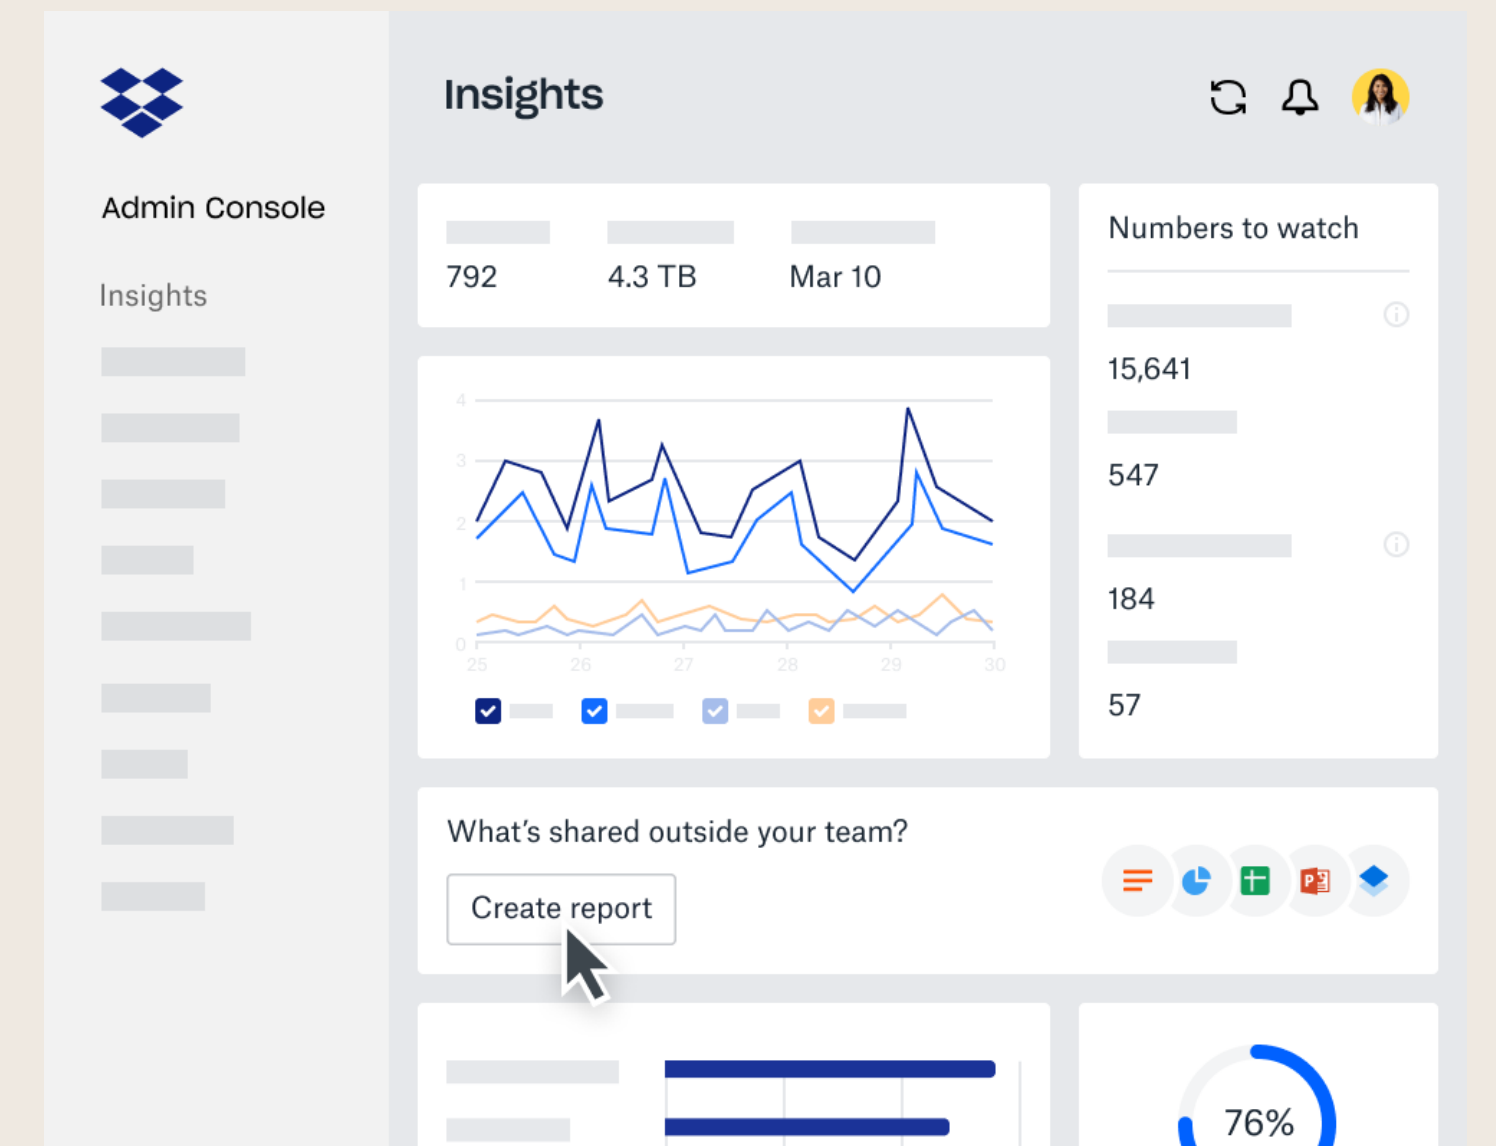 Insights
Admin Console
Insights
792
4.3 TB
Mar 10
4
3
2
1
0
25
26
27
28
29
30
Numbers to watch
15,641
547
184
57
What's shared outside your team?
Create report
P
76%